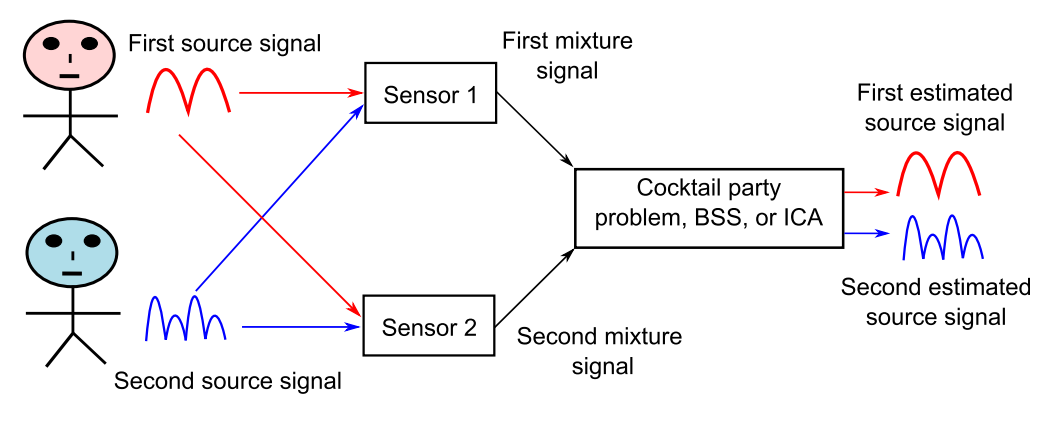 First source signal
Sensor 1
First mixture
signal
First estimated
source signal
Cocktail party
problem, BSS, or ICA
Sensor 2
Second mixture
signal
Second estimated
source signal
Second source signal